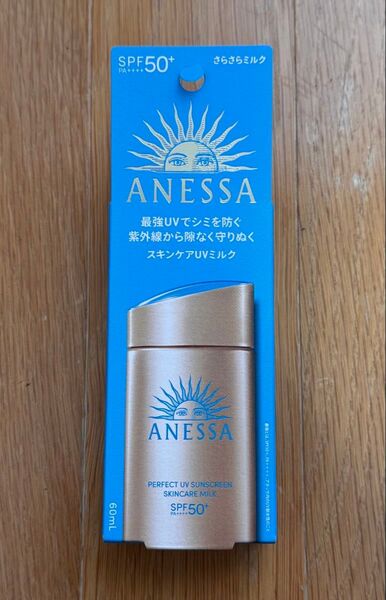 SPF50+
PA++++
さらさらミルク
ANESSA
最強UVでシミを防ぐ
紫外線から隙なく守りぬく
スキンケアUVミルク
ANESSA
PERFECT UV SUNSCREEN
SKINCARE MILK
SPF50+
PA++++
60mL